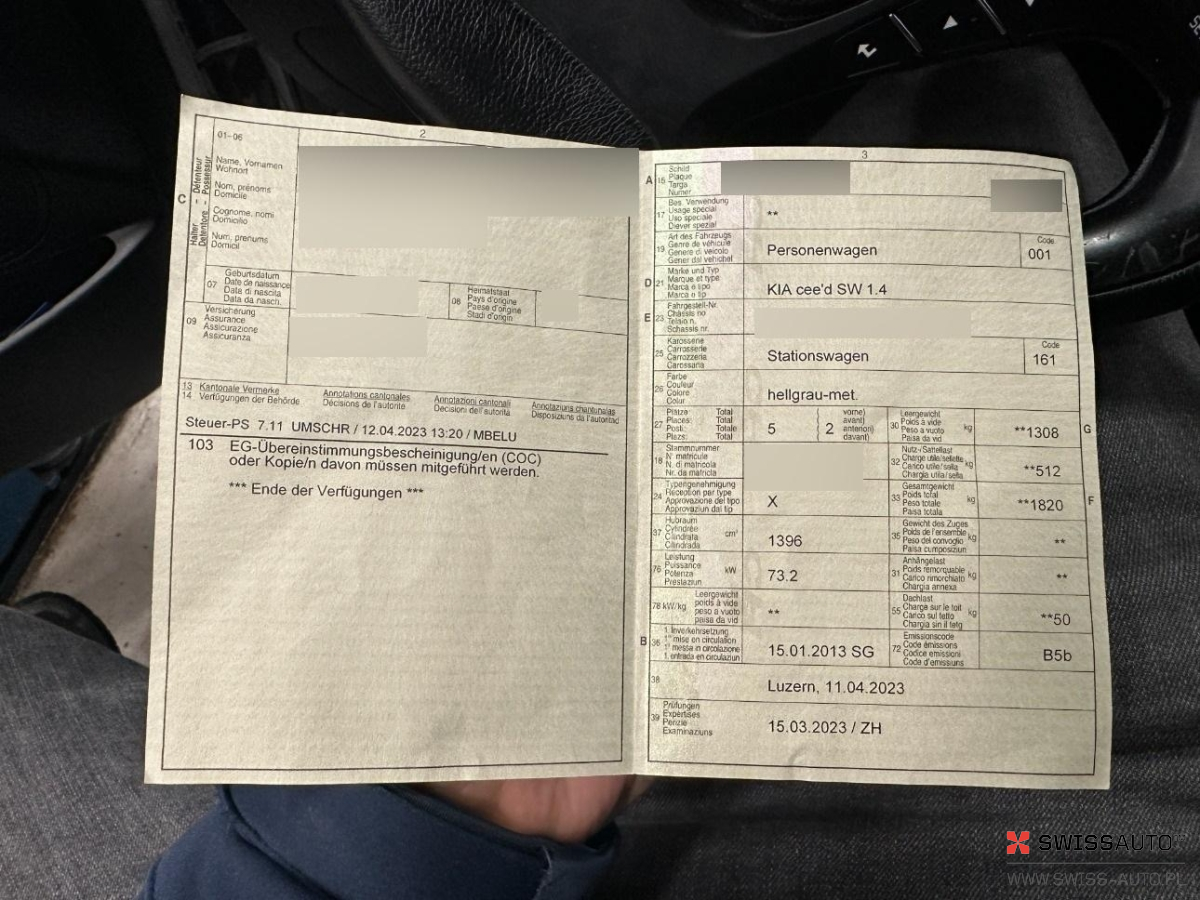 2
01-06
C
Halter - Détenteur
Detentore - Possessur
Name, Vornamen
Wohnort
Nom, prénoms
Domicile
Cognome, nomi
Domicilio
Num, prenums
Domicil
07
Geburtsdatum
Date de naissance
Data di nascita
Data da nasch.
08
Heimatstaat
Pays d'origine
Paese d'origine
Stadi d'origin
09
Versicherung
Assurance
Assicurazione
Assicuranza
13 Kantonale Vermerke
14 Verfügungen der Behörde
Annotations cantonales
Décisions de l'autorité
Annotazioni cantonali
Decisioni dell'autorità
Annotaziuns chantunalas
Disposiziuns da l'autoritad
Steuer-PS 7.11 UMSCHR / 12.04.2023 13:20 / MBELU
103 EG-Übereinstimmungsbescheinigung/en (COC)
oder Kopie/n davon müssen mitgeführt werden.
*** Ende der Verfügungen ***
3
A 15
Schild
Plaque
Targa
Numer
17
Bes. Verwendung
Usage spécial
Uso speciale
Diever spezial
**
19
Art des Fahrzeugs
Genre de véhicule
Genere di veicolo
Gener dal vehichel
Personenwagen
Code
001
D 21
Marke und Typ
Marque et type
Marca e tipo
Marca e tip
KIA cee'd SW 1.4
E 23
Fahrgestell-Nr.
Châssis no
Telaio n.
Schassis nr.
25
Karosserie
Carrosserie
Carrozzeria
Carossaria
Stationswagen
Code
161
26
Farbe
Couleur
Colore
Colur
hellgrau-met.
27
Plätze Total
Places: Total
Posti: Totale
Plazs: Total
5
2
vorne)
avant)
anteriori)
davant)
30
Leergewicht
Poids à vide
Peso a vuoto
Paisa da vid
kg
**1308
G
18
Stammnummer
N° matricule
N. di matricola
Nr. da matricla
32
Nutz-/Sattellast
Charge utile/sellette
Carico utile/sella
Chargia utila/sella
kg
**512
24
Typengenehmigung
Réception par type
Approvazione del tipo
Approvaziun dal tip
X
33
Gesamtgewicht
Poids total
Peso totale
Paisa totala
kg
**1820
F
37
Hubraum
Cylindrée
Cilindrata
Cilindrada
cm³
1396
35
Gewicht des Zuges
Poids de l'ensemble
Peso del convoglio
Paisa cumposiziun
kg
**
76
Leistung
Puissance
Potenza
Prestaziun
kW
73.2
31
Anhängelast
Poids remorquable
Carico rimorchiato
Chargia annexa
kg
**
78 kW/kg
Leergewicht
poids à vide
peso a vuoto
paisa da vid
**
55
Dachlast
Charge sur le toit
Carico sul tetto
Chargia sin il tetg
kg
**50
B 36
1. Inverkehrsetzung
1re mise en circulation
1a messa in circolazione
1. entrada en circulaziun
15.01.2013 SG
72
Emissionscode
Code émissions
Codice emissioni
Code d'emissiuns
B5b
38
Luzern, 11.04.2023
39
Prüfungen
Expertises
Perizie
Examinaziuns
15.03.2023 / ZH
SWISSAUTO
WWW.SWISS-AUTO.PL